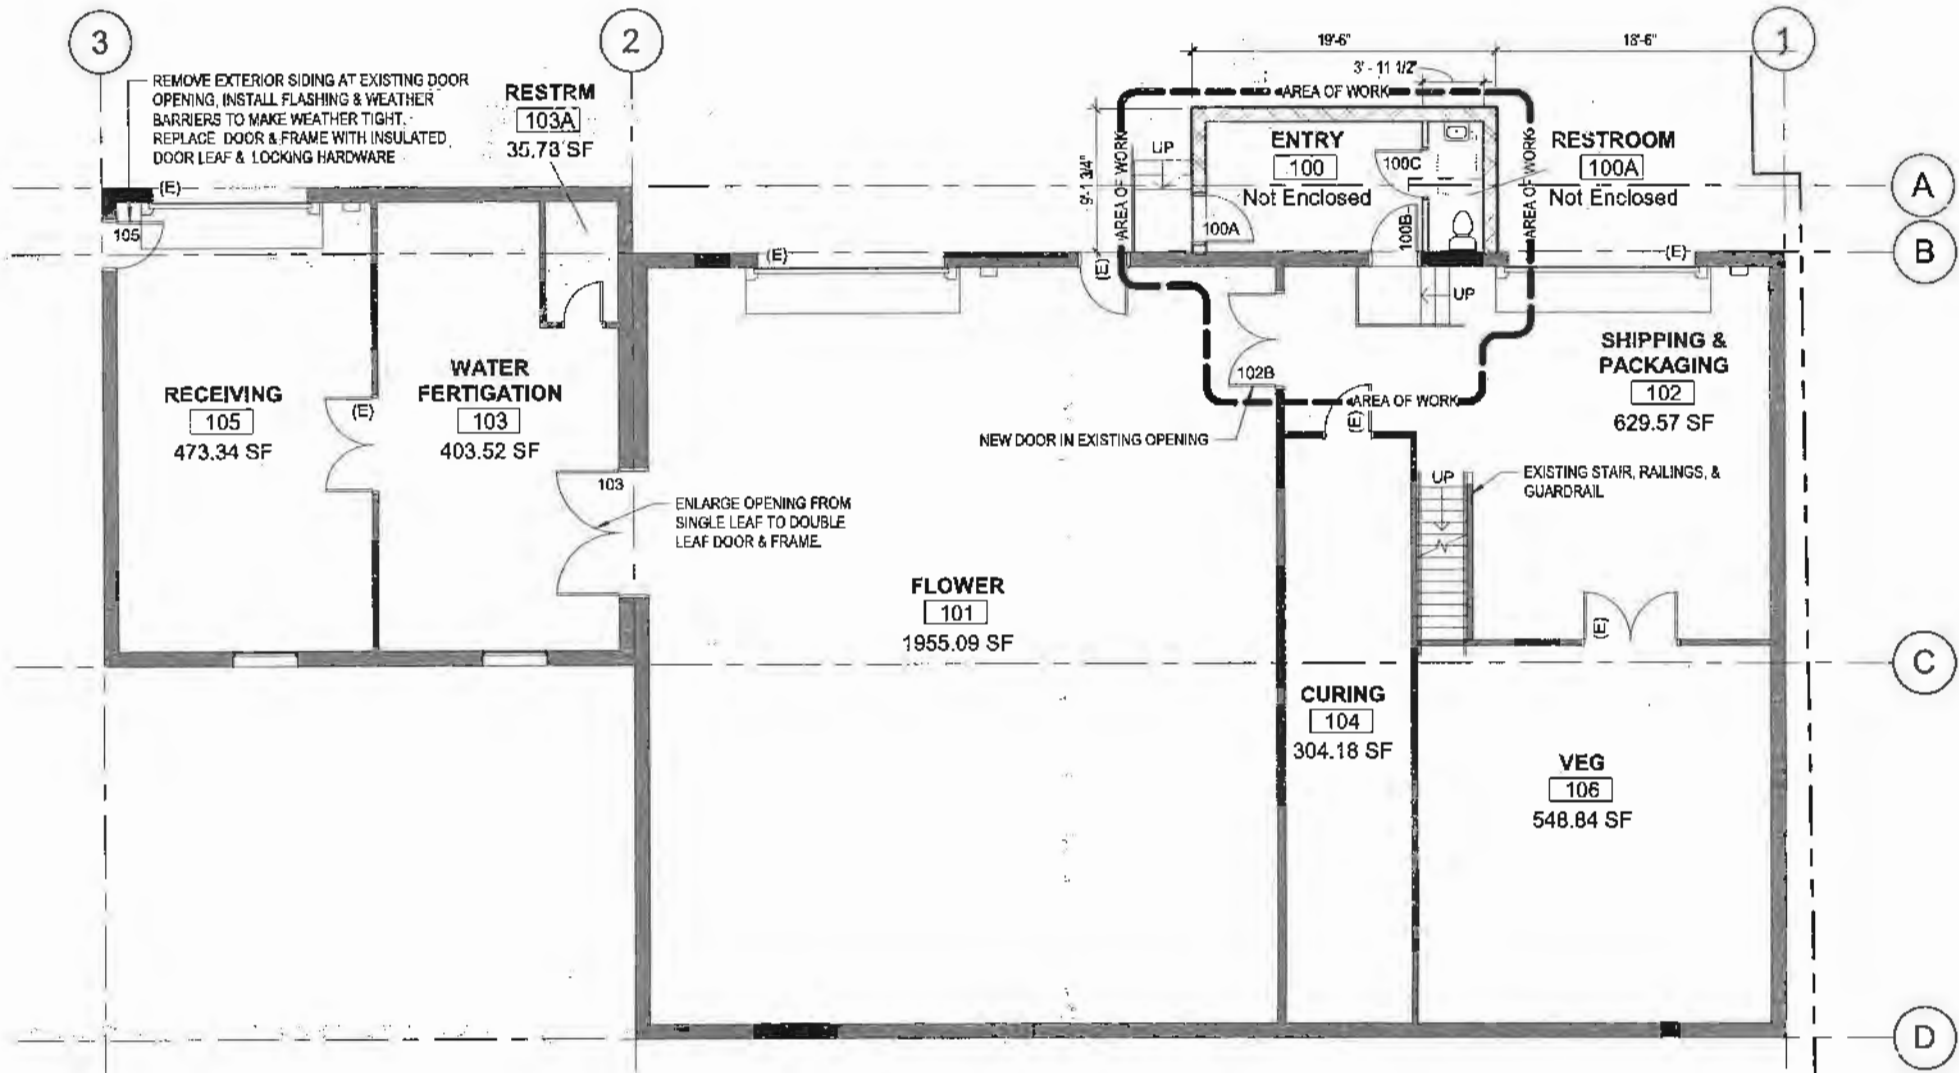 3
2
1
19'-6"
18'-6"
3' - 11 1/2"
REMOVE EXTERIOR SIDING AT EXISTING DOOR
OPENING, INSTALL FLASHING & WEATHER
BARRIERS TO MAKE WEATHER TIGHT.
REPLACE DOOR & FRAME WITH INSULATED
DOOR LEAF & LOCKING HARDWARE
RESTRM
103A
35.73 SF
AREA OF WORK
AREA OF WORK
AREA OF WORK
9'-1 3/4"
UP
ENTRY
100
Not Enclosed
100C
RESTROOM
100A
Not Enclosed
A
(E)
105
100A
100B
B
(E)
(E)
(E)
UP
RECEIVING
105
473.34 SF
(E)
WATER
FERTIGATION
103
403.52 SF
102B
AREA OF WORK
(E)
SHIPPING &
PACKAGING
102
629.57 SF
NEW DOOR IN EXISTING OPENING
103
ENLARGE OPENING FROM
SINGLE LEAF TO DOUBLE
LEAF DOOR & FRAME.
UP
EXISTING STAIR, RAILINGS, &
GUARDRAIL
FLOWER
101
1955.09 SF
(E)
C
CURING
104
304.18 SF
VEG
106
548.84 SF
D